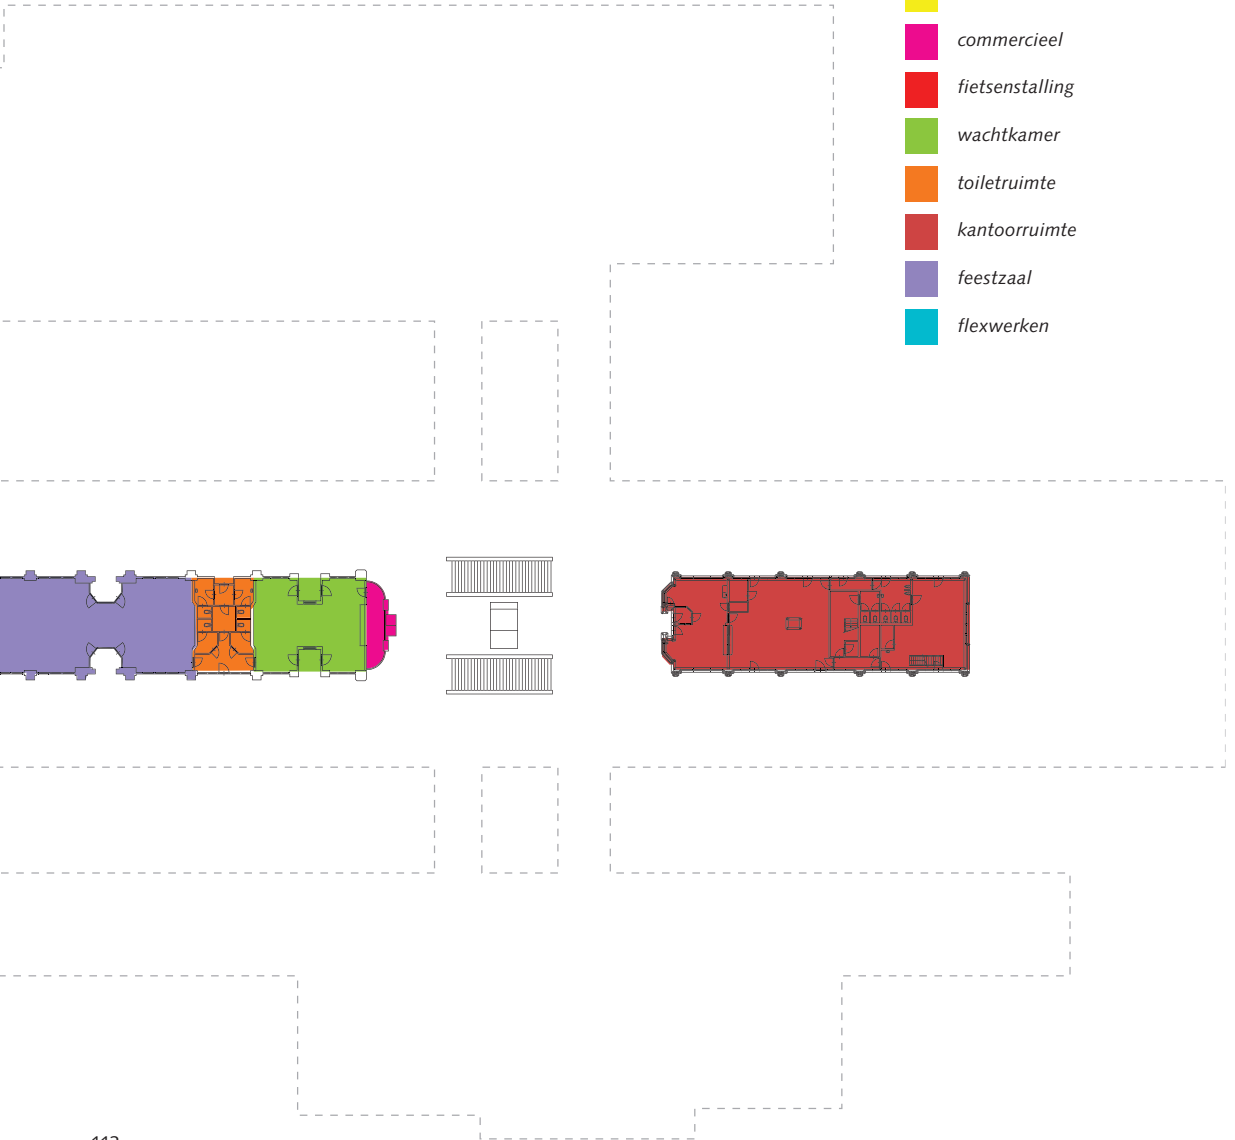 commercieel
fietsenstalling
wachtkamer
toiletruimte
kantoorruimte
feestzaal
flexwerken